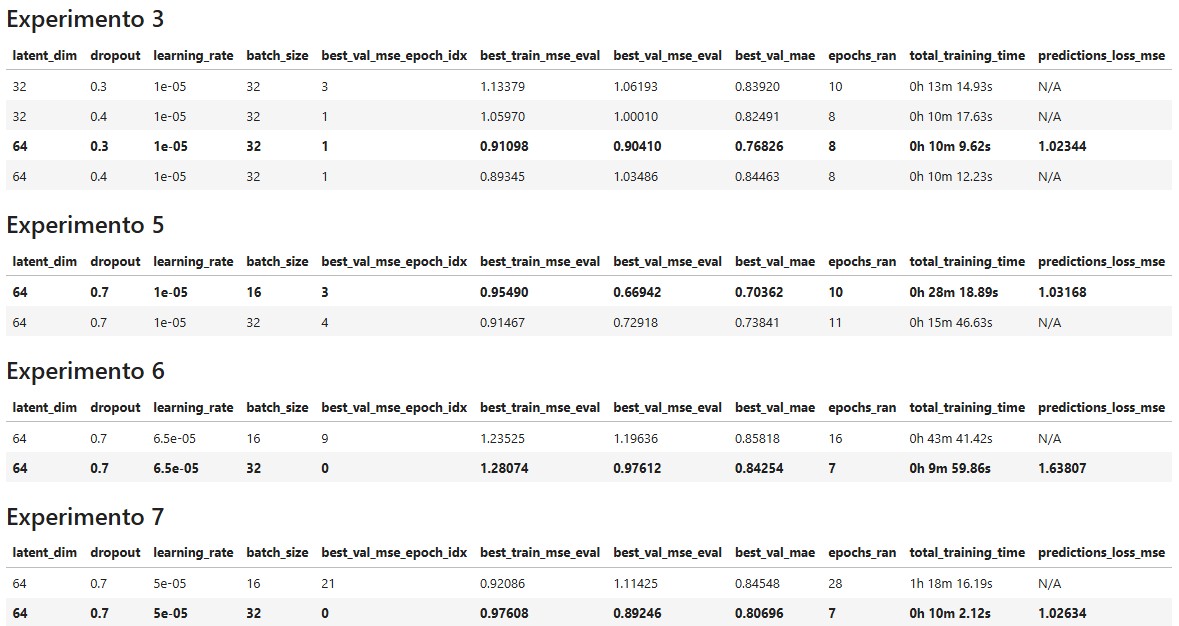 Experimento 3
latent_dim dropout learning_rate batch_size best_val_mse_epoch_idx best_train_mse_eval best_val_mse_eval best_val_mae epochs_ran total_training_time predictions_loss_mse
32 0.3 1e-05 32 3 1.13379 1.06193 0.83920 10 0h 13m 14.93s N/A
32 0.4 1e-05 32 1 1.05970 1.00010 0.82491 8 0h 10m 17.63s N/A
64 0.3 1e-05 32 1 0.91098 0.90410 0.76826 8 0h 10m 9.62s 1.02344
64 0.4 1e-05 32 1 0.89345 1.03486 0.84463 8 0h 10m 12.23s N/A
Experimento 5
latent_dim dropout learning_rate batch_size best_val_mse_epoch_idx best_train_mse_eval best_val_mse_eval best_val_mae epochs_ran total_training_time predictions_loss_mse
64 0.7 1e-05 16 3 0.95490 0.66942 0.70362 10 0h 28m 18.89s 1.03168
64 0.7 1e-05 32 4 0.91467 0.72918 0.73841 11 0h 15m 46.63s N/A
Experimento 6
latent_dim dropout learning_rate batch_size best_val_mse_epoch_idx best_train_mse_eval best_val_mse_eval best_val_mae epochs_ran total_training_time predictions_loss_mse
64 0.7 6.5e-05 16 9 1.23525 1.19636 0.85818 16 0h 43m 41.42s N/A
64 0.7 6.5e-05 32 0 1.28074 0.97612 0.84254 7 0h 9m 59.86s 1.63807
Experimento 7
latent_dim dropout learning_rate batch_size best_val_mse_epoch_idx best_train_mse_eval best_val_mse_eval best_val_mae epochs_ran total_training_time predictions_loss_mse
64 0.7 5e-05 16 21 0.92086 1.11425 0.84548 28 1h 18m 16.19s N/A
64 0.7 5e-05 32 0 0.97608 0.89246 0.80696 7 0h 10m 2.12s 1.02634